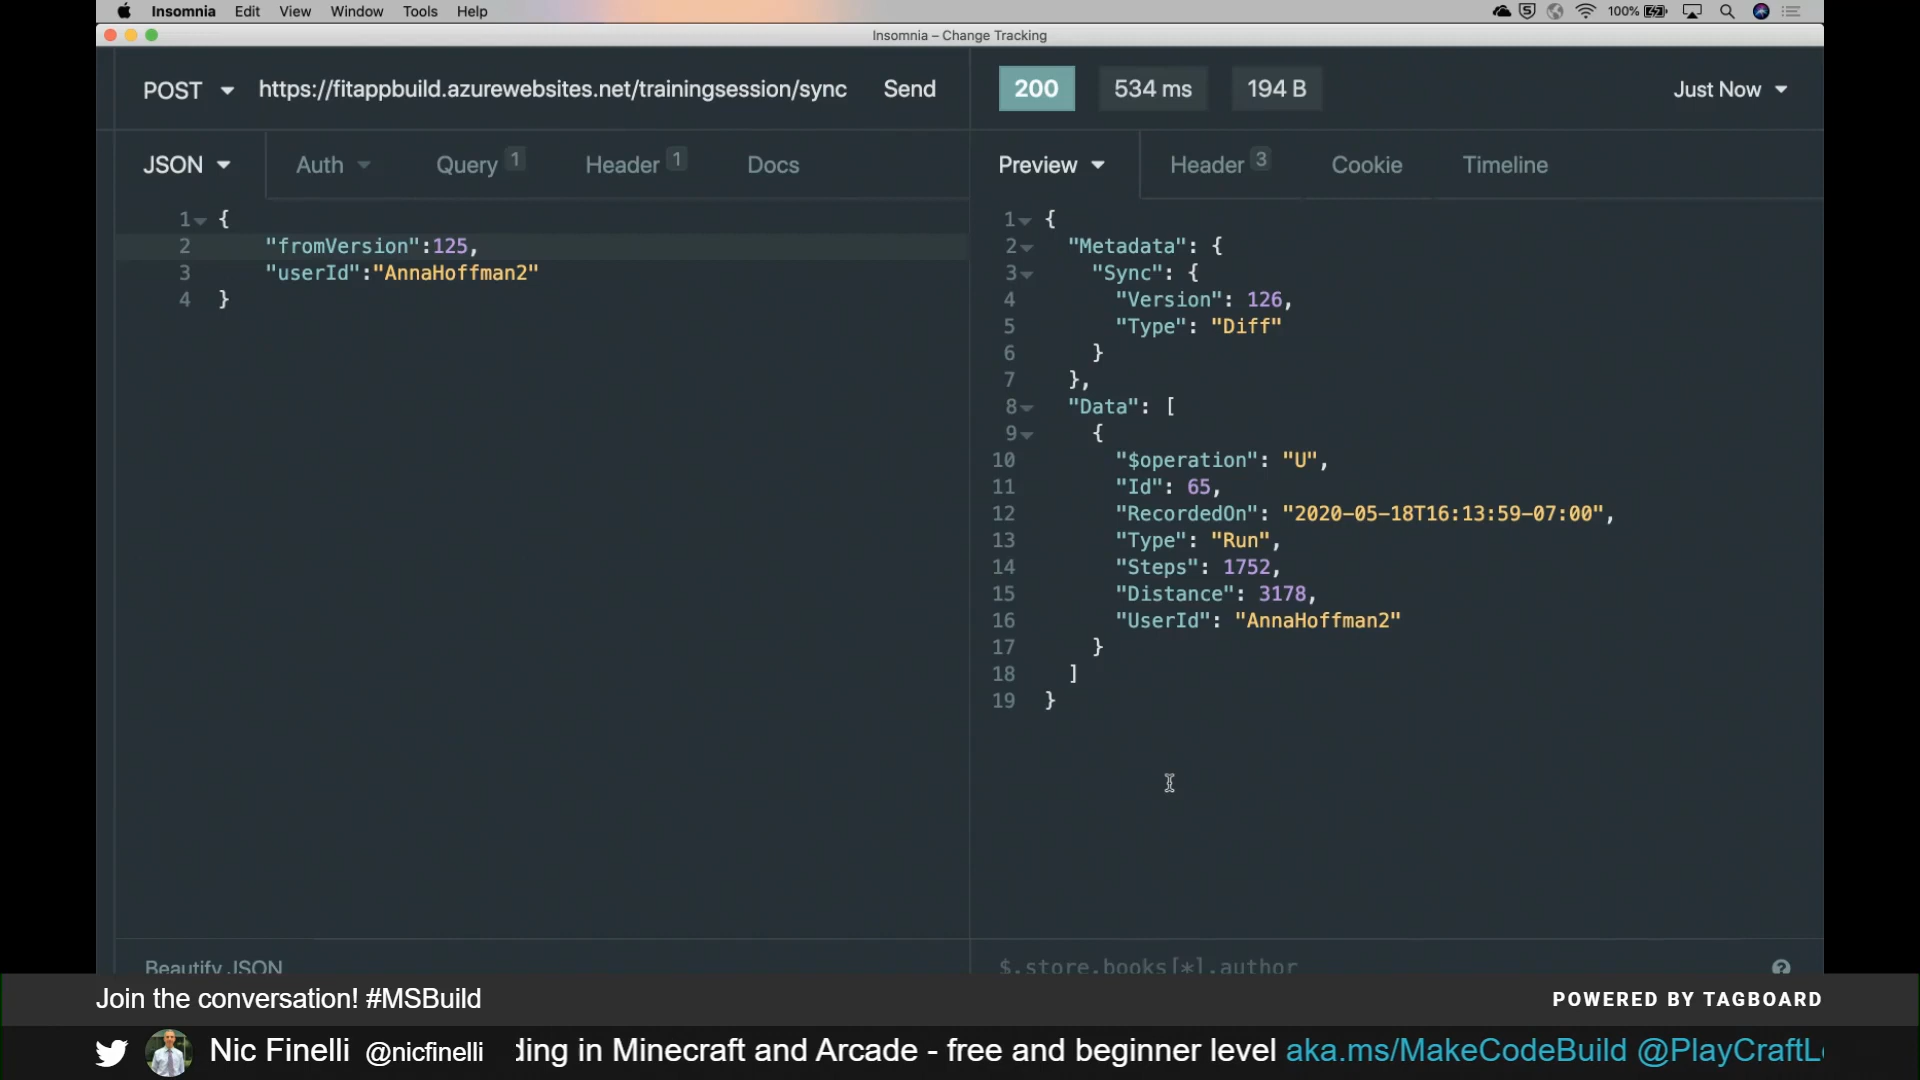 Insomnia Edit View Window Tools Help 100%
Insomnia – Change Tracking
POST https://fitappbuild.azurewebsites.net/trainingsession/sync Send 200 534 ms 194 B Just Now
JSON Auth Query 1 Header 1 Docs Preview Header 3 Cookie Timeline
1 {
2 "fromVersion":125,
3 "userId":"AnnaHoffman2"
4 }
1 {
2 "Metadata": {
3 "Sync": {
4 "Version": 126,
5 "Type": "Diff"
6 }
7 },
8 "Data": [
9 {
10 "$operation": "U",
11 "Id": 65,
12 "RecordedOn": "2020-05-18T16:13:59-07:00",
13 "Type": "Run",
14 "Steps": 1752,
15 "Distance": 3178,
16 "UserId": "AnnaHoffman2"
17 }
18 ]
19 }
Beautify JSON $.store.books[*].author
Join the conversation! #MSBuild POWERED BY TAGBOARD
Nic Finelli @nicfinelli ding in Minecraft and Arcade - free and beginner level aka.ms/MakeCodeBuild @PlayCraftL